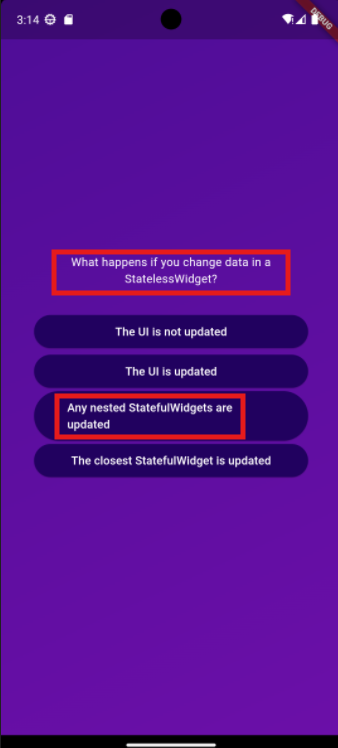 3:14
DEBUG
What happens if you change data in a
StatelessWidget?
The UI is not updated
The UI is updated
Any nested StatefulWidgets are
updated
The closest StatefulWidget is updated